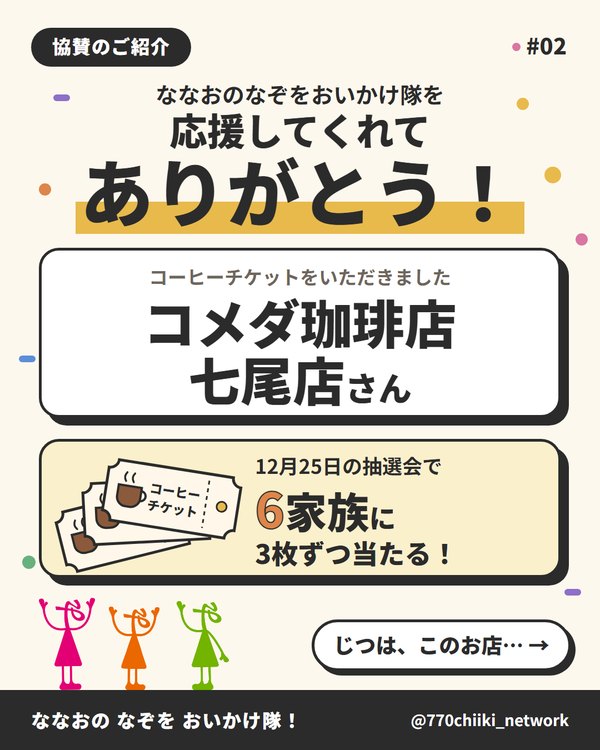 協賛のご紹介
#02
ななおのなぞをおいかけ隊を
応援してくれて
ありがとう！
コーヒーチケットをいただきました
コメダ珈琲店
七尾店さん
コーヒー
チケット
12月25日の抽選会で
6家族に
3枚ずつ当たる！
じつは、このお店… →
ななおの なぞを おいかけ隊！
@770chiiki_network